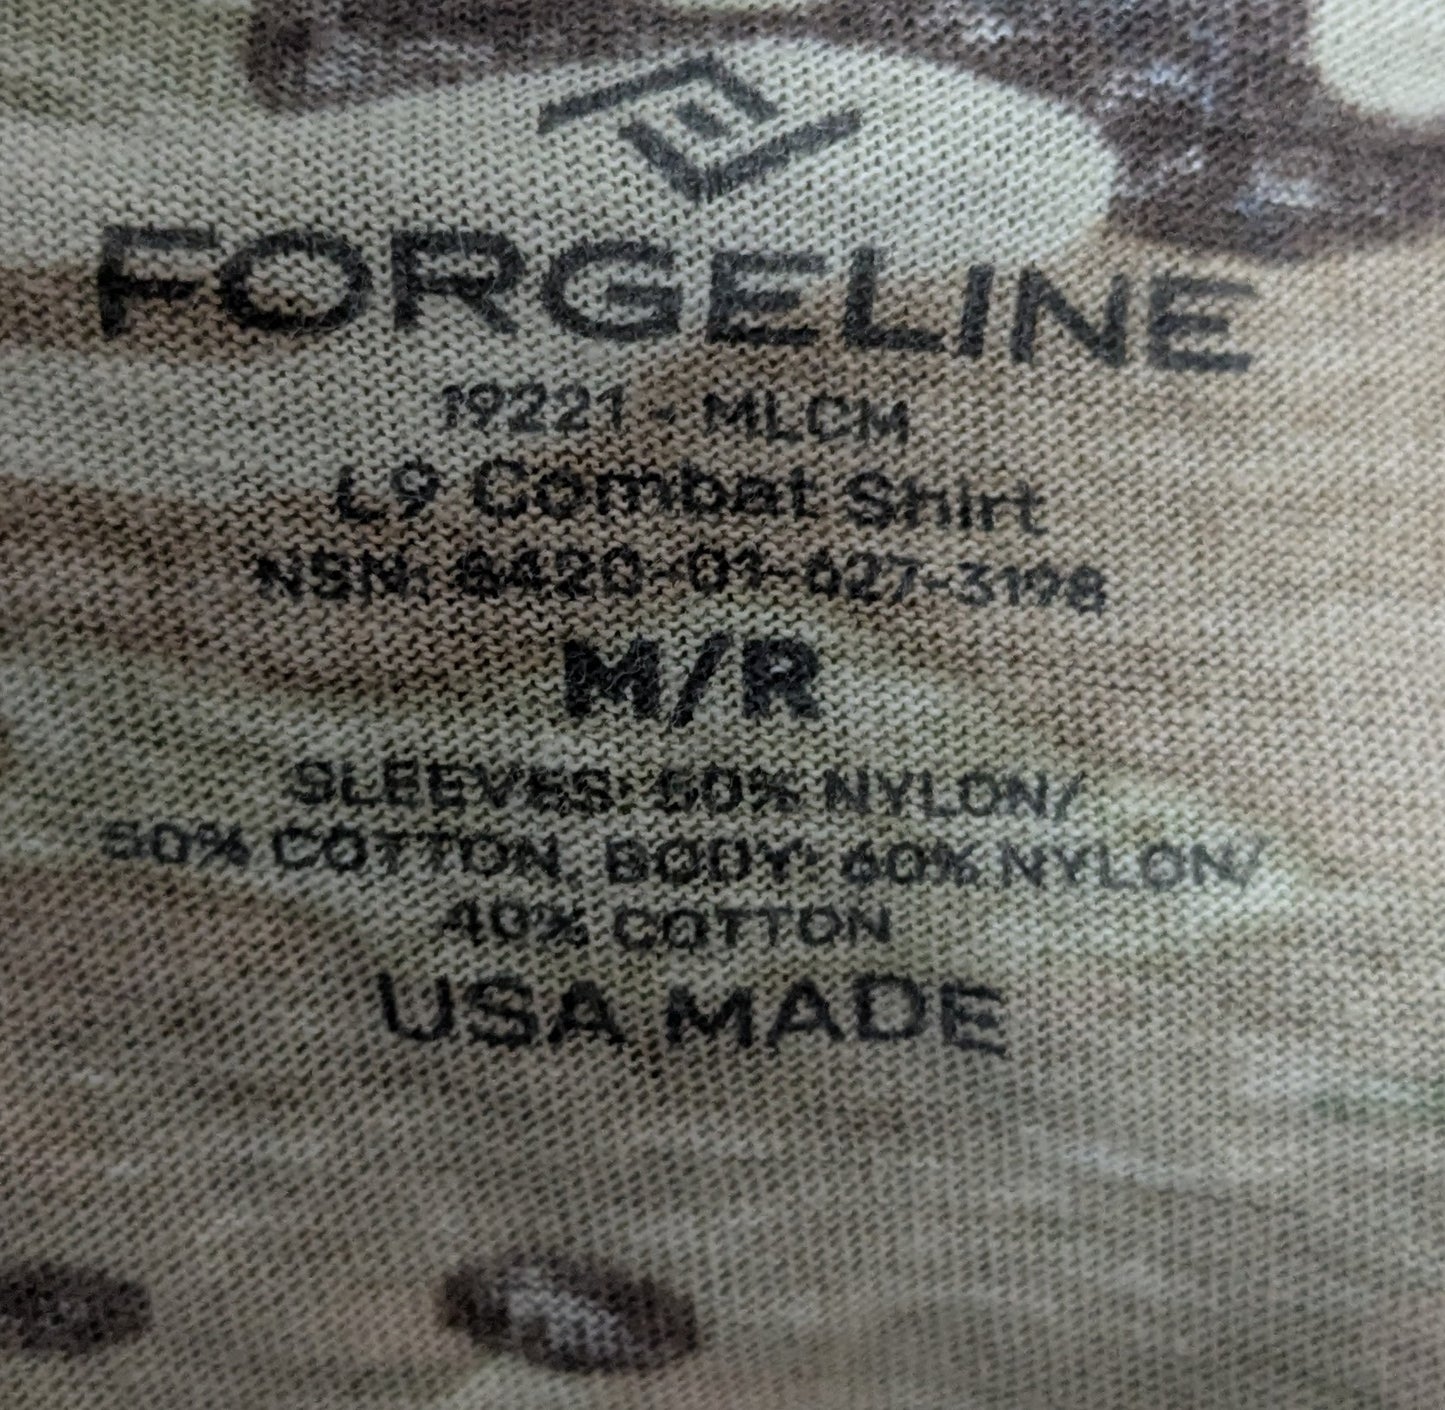 FORGELINE
19221 - MLCM
L9 Combat Shirt
NSN: 8420-01-627-3198
M/R
SLEEVES: 50% NYLON/
50% COTTON, BODY: 60% NYLON/
40% COTTON
USA MADE